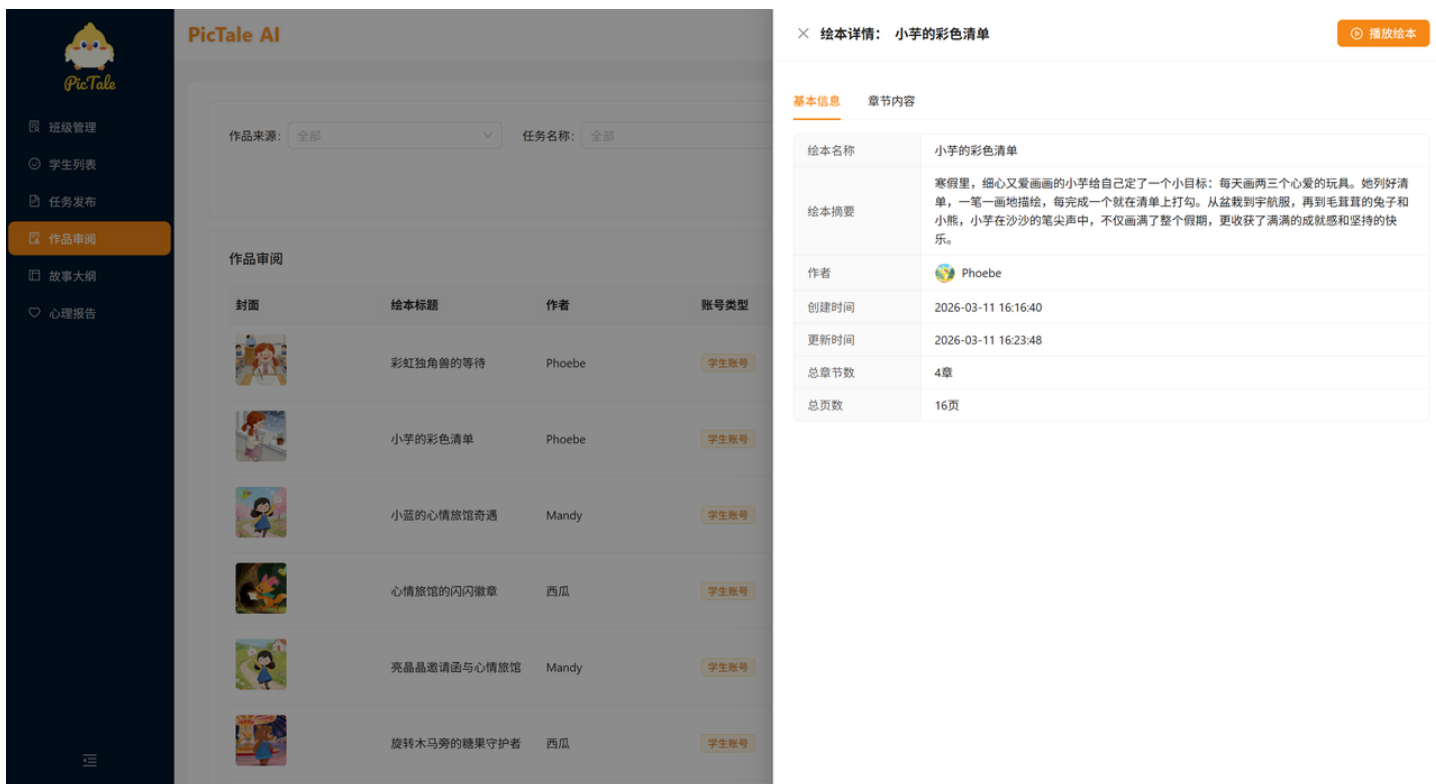 PicTale
班级管理
学生列表
任务发布
作品审阅
故事大纲
心理报告
PicTale AI
作品来源: 全部
任务名称: 全部
作品审阅
封面 绘本标题 作者 账号类型
彩虹独角兽的等待 Phoebe 学生账号
小芋的彩色清单 Phoebe 学生账号
小蓝的心情旅馆奇遇 Mandy 学生账号
心情旅馆的闪闪徽章 西瓜 学生账号
亮晶晶邀请函与心情旅馆 Mandy 学生账号
旋转木马旁的糖果守护者 西瓜 学生账号
绘本详情： 小芋的彩色清单
播放绘本
基本信息 章节内容
绘本名称 小芋的彩色清单
绘本摘要
寒假里，细心又爱画画的小芋给自己定了一个小目标：每天画两三个心爱的玩具。她列好清
单，一笔一画地描绘，每完成一个就在清单上打勾。从盆栽到宇航服，再到毛茸茸的兔子和
小熊，小芋在沙沙的笔尖声中，不仅画满了整个假期，更收获了满满的成就感和坚持的快
乐。
作者 Phoebe
创建时间 2026-03-11 16:16:40
更新时间 2026-03-11 16:23:48
总章节数 4章
总页数 16页